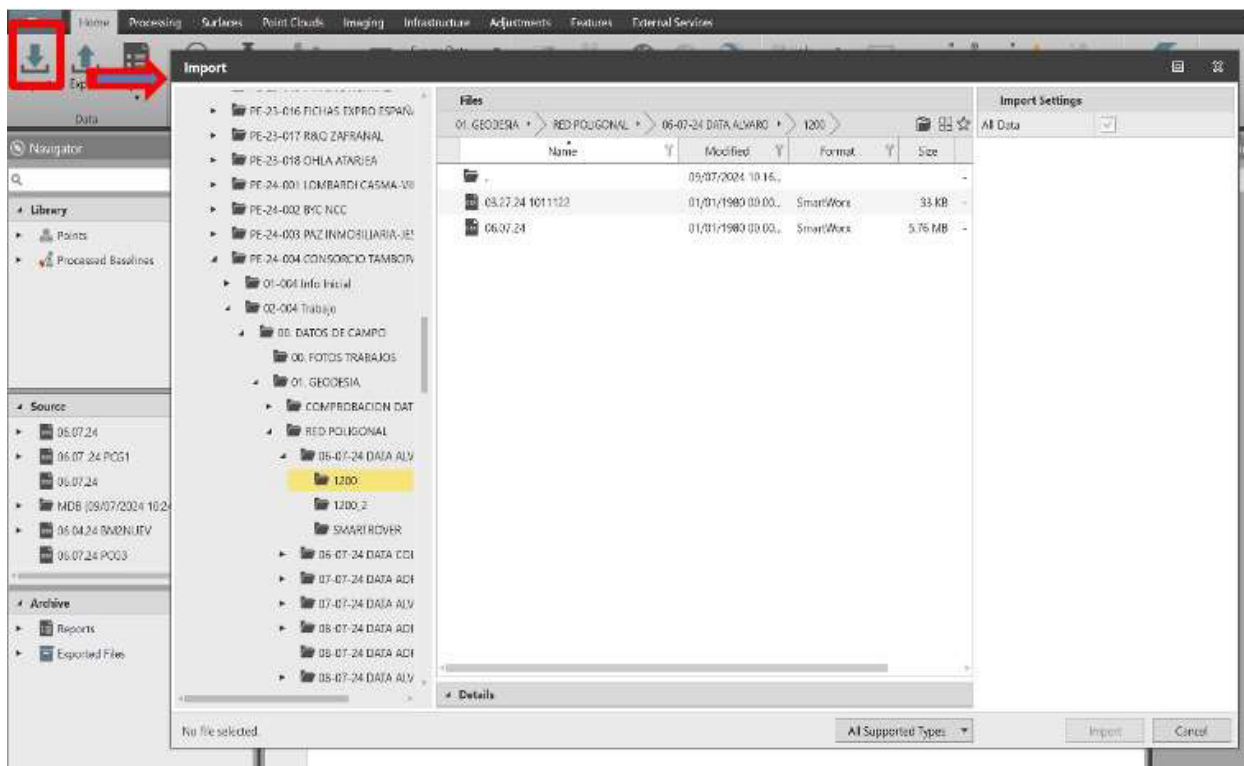 Home Processing Surfaces Point Clouds Imaging Infrastructure Adjustments Features External Services
Data
Import
Navigator
Library
Points
Processed Baselines
Source
06.07.24
06.07 .24 PCG1
06.07.24
MDB (09/07/2024 10:24
06.04.24 BM2NUEV
06.07.24 PCG3
Archive
Reports
Exported Files
PE-23-016 FICHAS EXPRO ESPAÑ
PE-23-017 R&Q ZAFRANAL
PE-23-018 OHLA ATARJEA
PE-24-001 LOMBARDI CASMA-
PE-24-002 BYC NCC
PE-24-003 PAZ INMOBILIARIA-JE
PE-24-004 CONSORCIO TAMBOP
01-004 Info Inicial
02-004 Trabajo
00. DATOS DE CAMPO
00. FOTOS TRABAJOS
01. GEODESIA
COMPROBACION DAT
RED POLIGONAL
06-07-24 DATA ALV
1200
1200_2
SMARTROVER
06-07-24 DATA COL
07-07-24 DATA ADI
07-07-24 DATA ALV
08-07-24 DATA ADI
08-07-24 DATA ADI
08-07-24 DATA ALV
Files
01. GEODESIA RED POLIGONAL 06-07-24 DATA ALVARO 1200
Name Modified Format Size
. 09/07/2024 10:16... -
03.27.24 1011122 01/01/1980 00:00... SmartWorx 33 KB -
06.07.24 01/01/1980 00:00... SmartWorx 5.76 MB -
Details
Import Settings
All Data
No file selected.
All Supported Types
Import Cancel